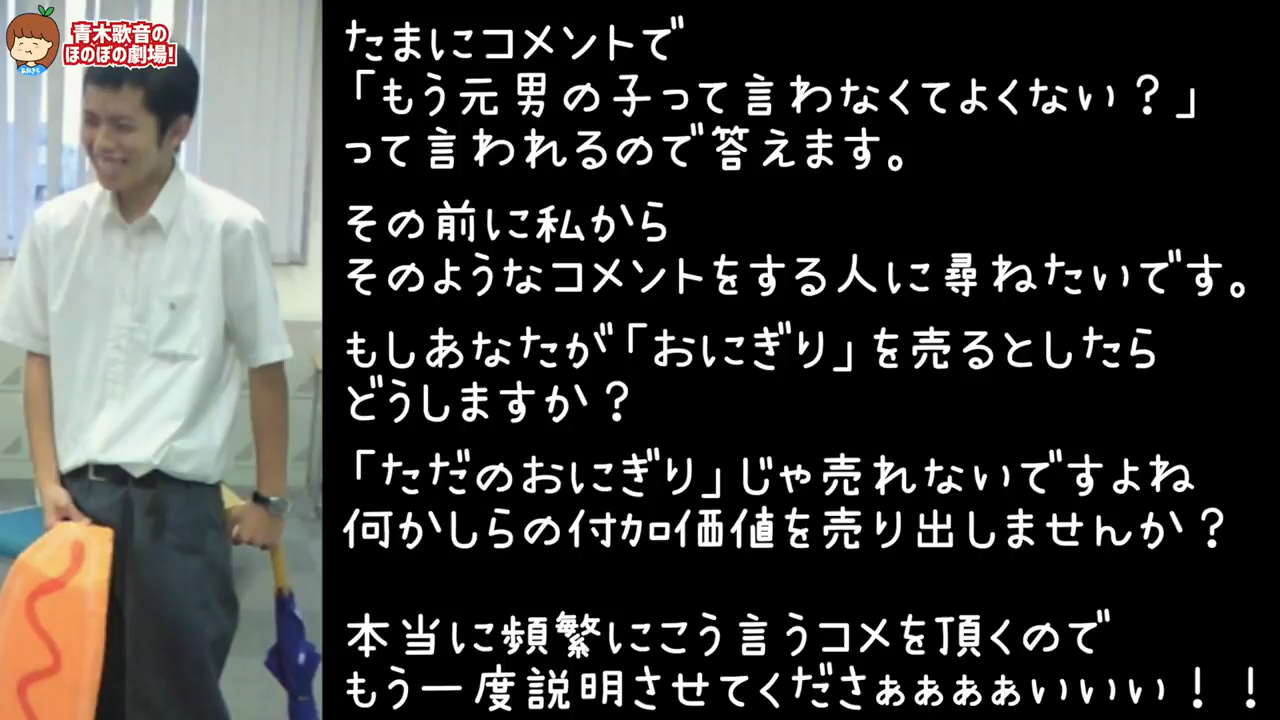 青木歌音の
ほのぼの劇場!
あおきち
たまにコメントで
「もう元男の子って言わなくてよくない？」
って言われるので答えます。
その前に私から
そのようなコメントをする人に尋ねたいです。
もしあなたが「おにぎり」を売るとしたら
どうしますか？
「ただのおにぎり」じゃ売れないですよね
何かしらの付加価値を売り出しませんか？
本当に頻繁にこう言うコメを頂くので
もう一度説明させてくださぁぁぁぁいいい！！